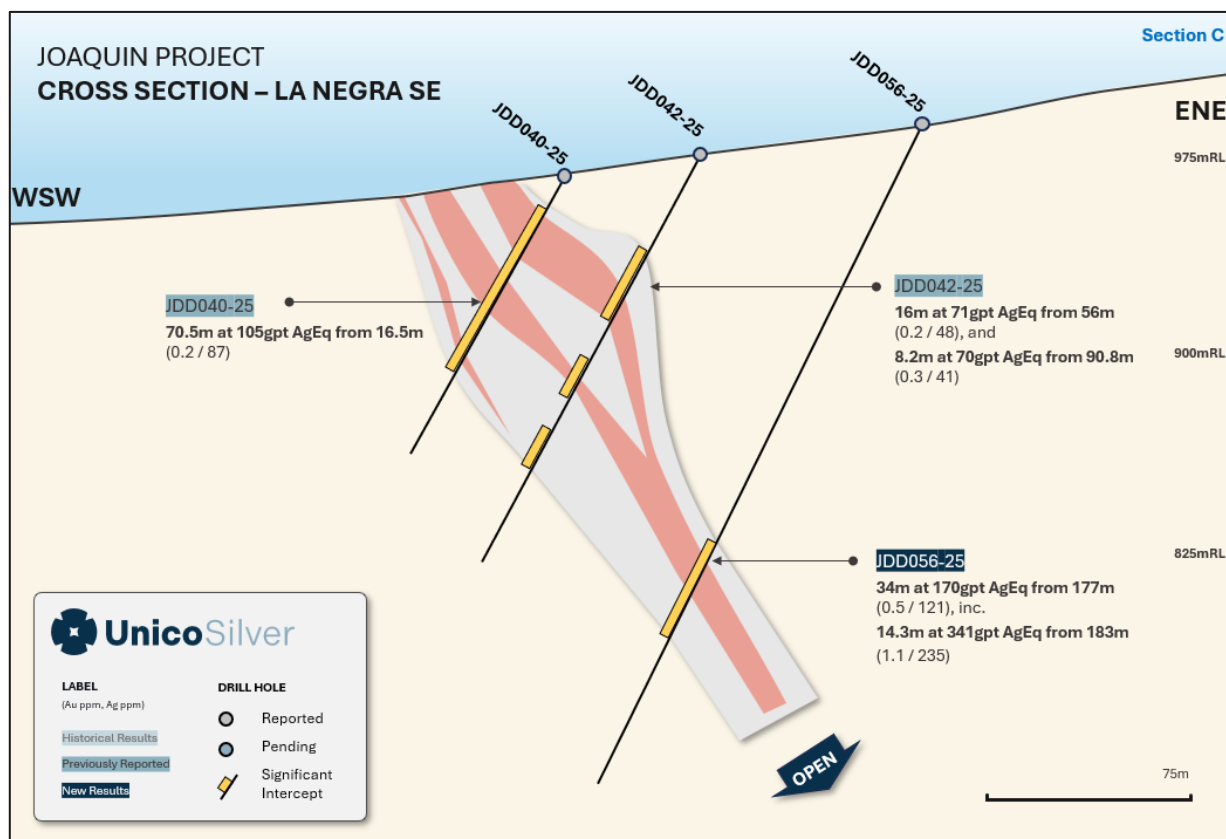 JOAQUIN PROJECT
CROSS SECTION – LA NEGRA SE
Section C
JDD040-25
JDD042-25
JDD056-25
ENE
975mRL
WSW
JDD040-25
70.5m at 105gpt AgEq from 16.5m
(0.2 / 87)
JDD042-25
16m at 71gpt AgEq from 56m
(0.2 / 48), and
8.2m at 70gpt AgEq from 90.8m
(0.3 / 41)
900mRL
825mRL
JDD056-25
34m at 170gpt AgEq from 177m
(0.5 / 121), inc.
14.3m at 341gpt AgEq from 183m
(1.1 / 235)
UnicoSilver
LABEL
(Au ppm, Ag ppm)
Historical Results
Previously Reported
New Results
DRILL HOLE
Reported
Pending
Significant
Intercept
OPEN
75m